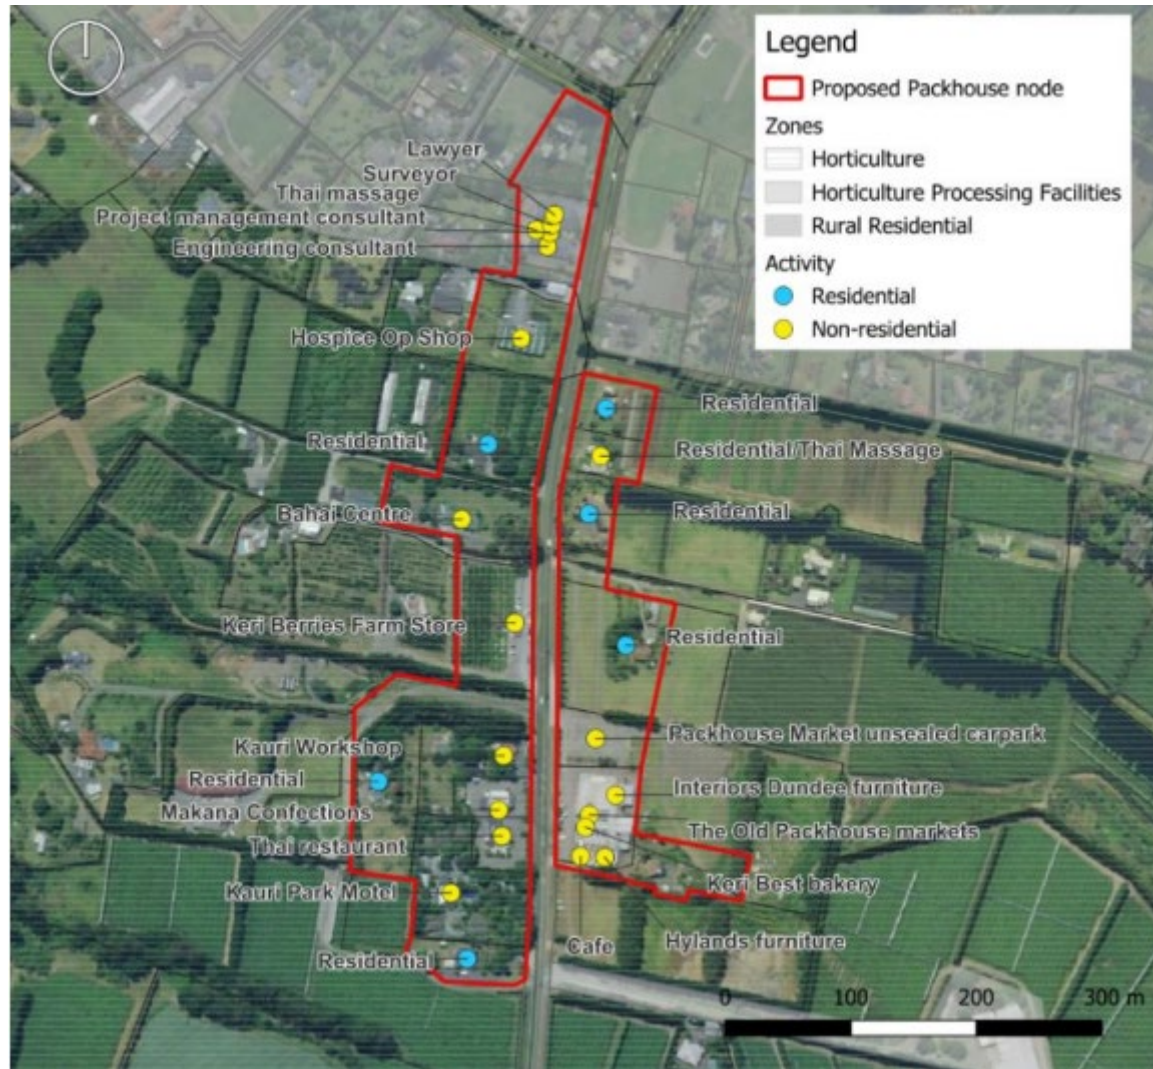 Legend
Proposed Packhouse node
Zones
Horticulture
Horticulture Processing Facilities
Rural Residential
Activity
Residential
Non-residential
Lawyer
Surveyor
Thai massage
Project management consultant
Engineering consultant
Hospice Op Shop
Residential
Residential
Residential/Thai Massage
Bahai Centre
Residential
Keri Berries Farm Store
Residential
Packhouse Market unsealed carpark
Kauri Workshop
Residential
Interiors Dundee furniture
Makana Confections
The Old Packhouse markets
Thai restaurant
Kauri Park Motel
Keri Best bakery
Cafe
Hylands furniture
Residential
0 100 200 300 m